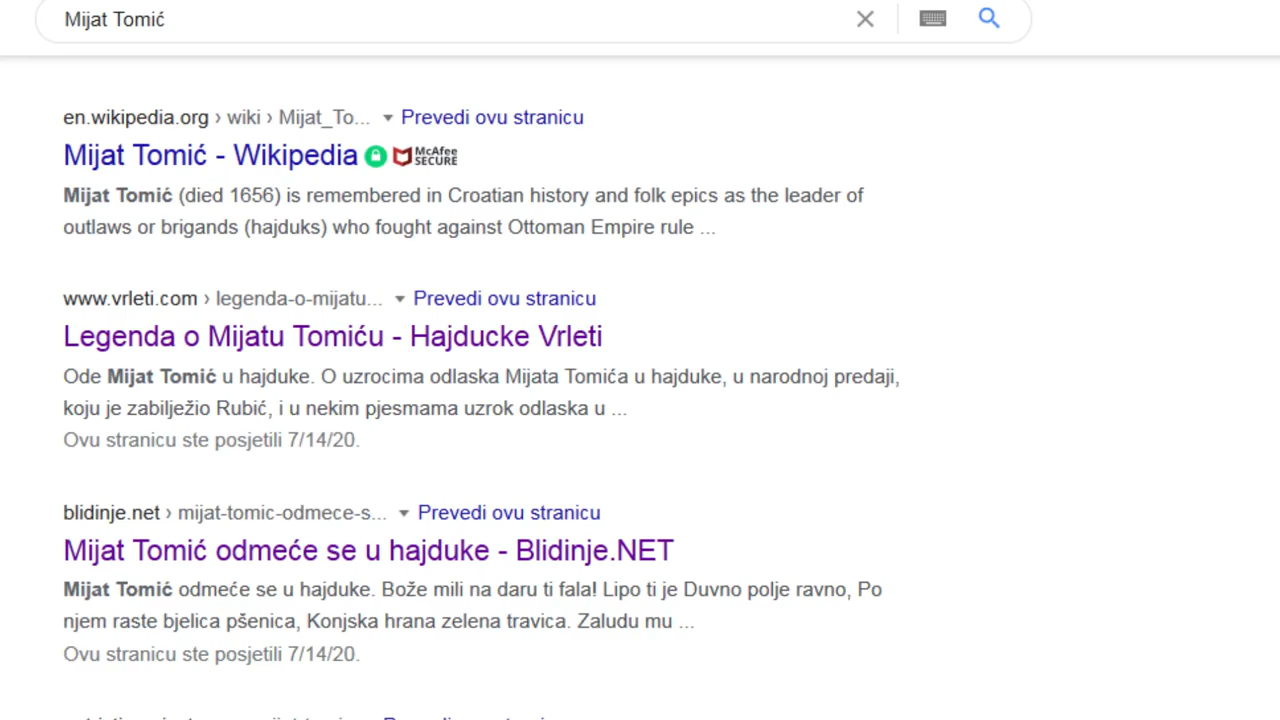 Mijat Tomić
en.wikipedia.org › wiki › Mijat_To... Prevedi ovu stranicu
Mijat Tomić - Wikipedia McAfee SECURE
Mijat Tomić (died 1656) is remembered in Croatian history and folk epics as the leader of
outlaws or brigands (hajduks) who fought against Ottoman Empire rule ...
www.vrleti.com › legenda-o-mijatu... Prevedi ovu stranicu
Legenda o Mijatu Tomiću - Hajducke Vrleti
Ode Mijat Tomić u hajduke. O uzrocima odlaska Mijata Tomića u hajduke, u narodnoj predaji,
koju je zabilježio Rubić, i u nekim pjesmama uzrok odlaska u ...
Ovu stranicu ste posjetili 7/14/20.
blidinje.net › mijat-tomic-odmece-s... Prevedi ovu stranicu
Mijat Tomić odmeće se u hajduke - Blidinje.NET
Mijat Tomić odmeće se u hajduke. Bože mili na daru ti fala! Lipo ti je Duvno polje ravno, Po
njem raste bjelica pšenica, Konjska hrana zelena travica. Zaludu mu ...
Ovu stranicu ste posjetili 7/14/20.